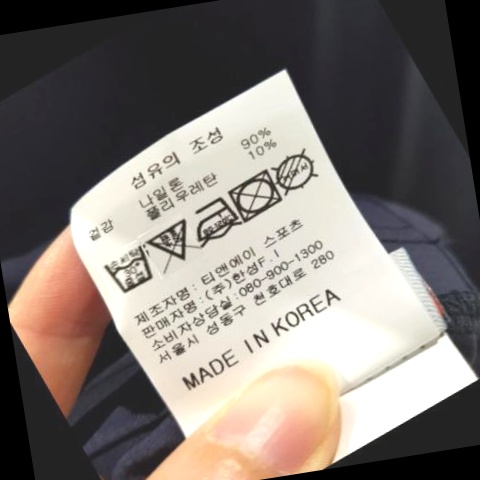 섬유의 조성
겉감 나일론 90%
폴리우레탄 10%
제조자명: 티앤에이 스포츠
판매자명:(주)한성F.I
소비자상담실:080-900-1300
서울시 성동구 천호대로 280
MADE IN KOREA